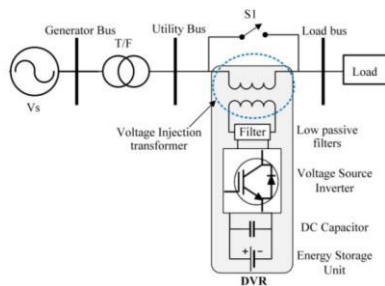 Generator Bus
Utility Bus
S1
Load bus
T/F
Load
Vs
Voltage Injection
transformer
Filter
Low passive
filters
Voltage Source
Inverter
DC Capacitor
+ −
Energy Storage
Unit
DVR